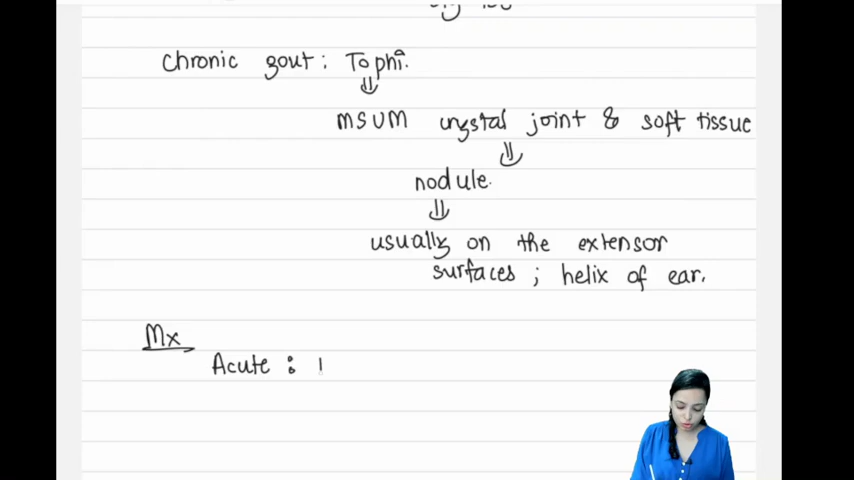 Chronic gout : Tophi.
⇓
MSUM crystal joint & soft tissue
⇓
nodule.
⇓
usually on the extensor
surfaces ; helix of ear.
Mx
Acute :